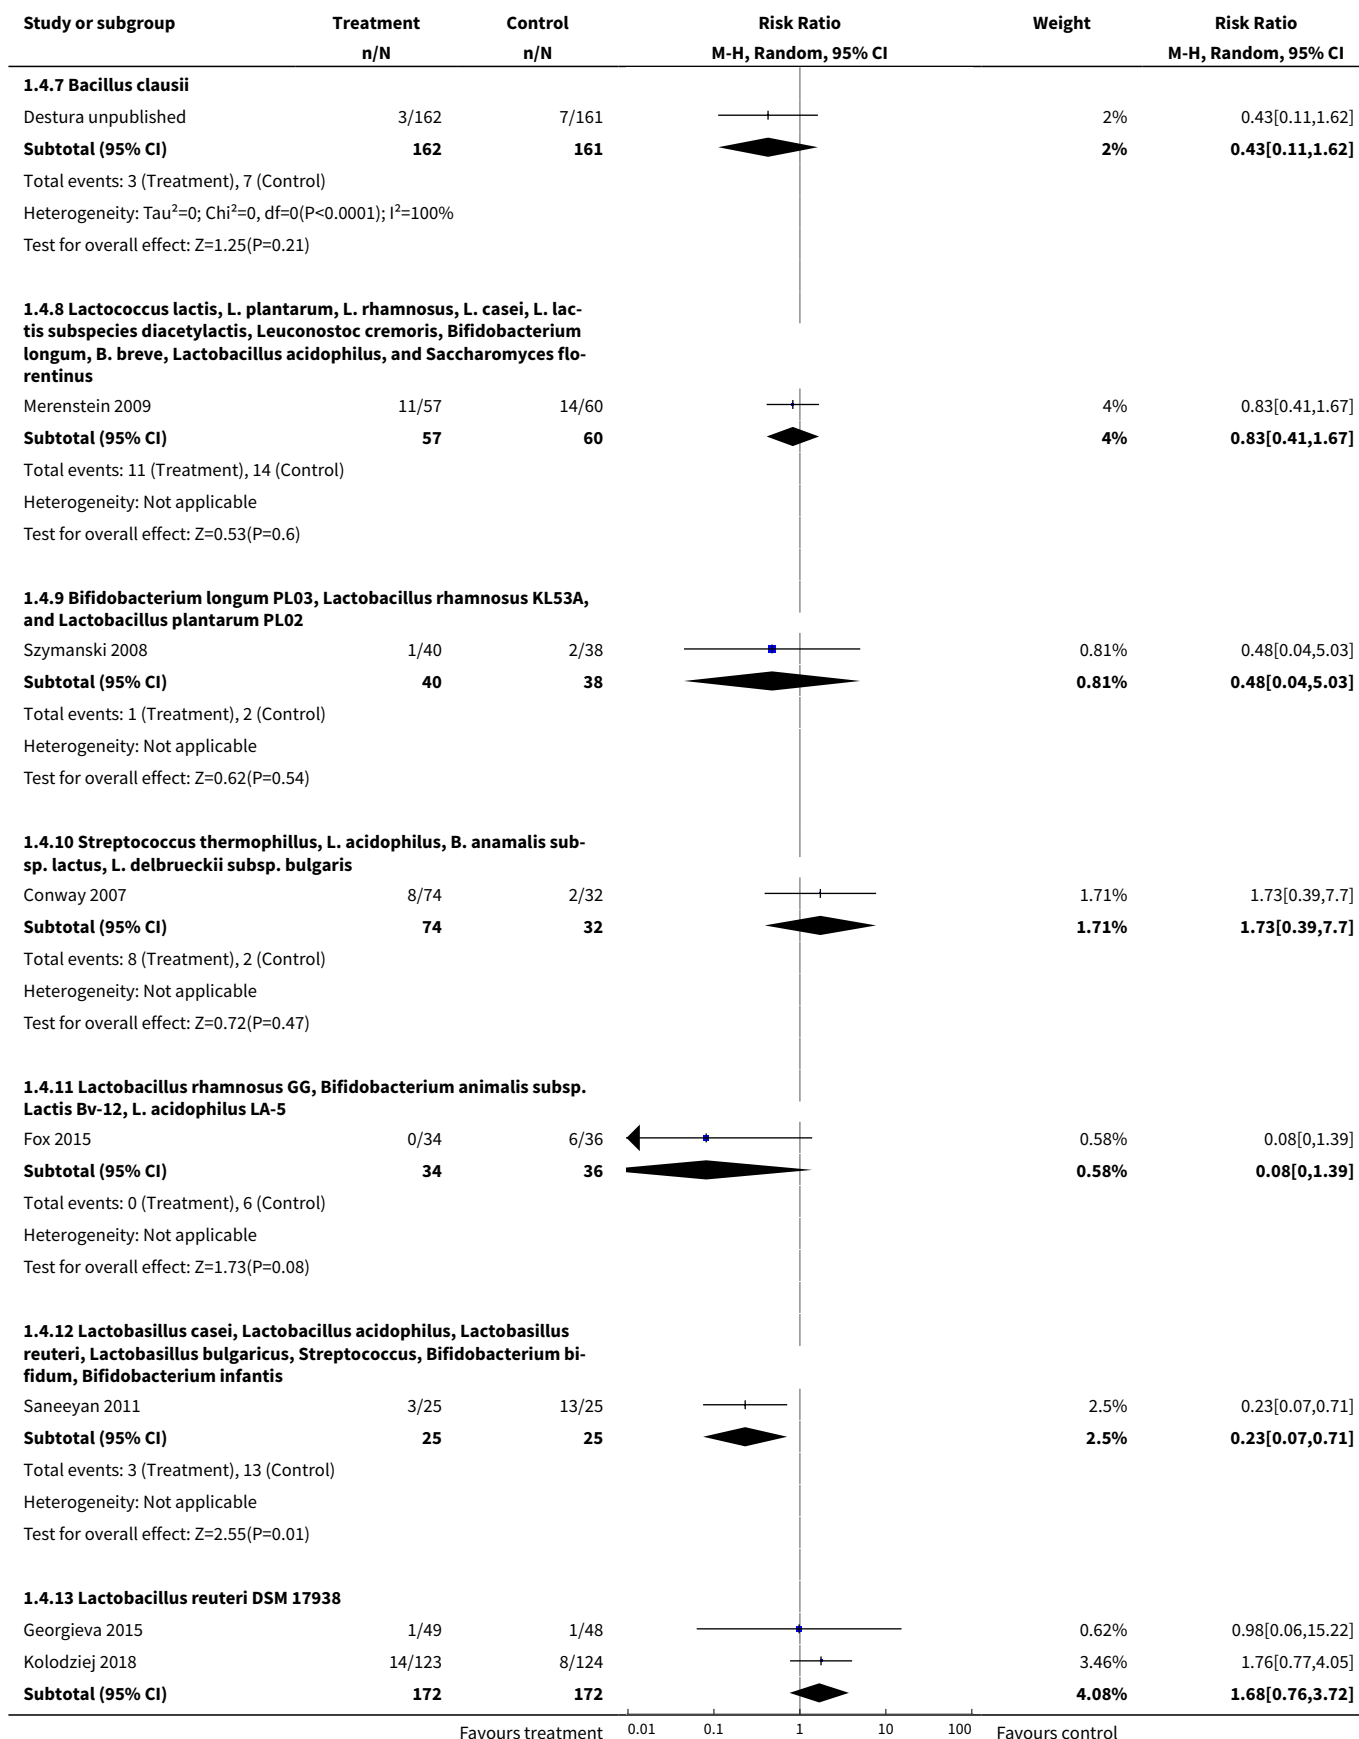 Study or subgroup Treatment Control Risk Ratio Weight Risk Ratio
n/N n/N M-H, Random, 95% CI M-H, Random, 95% CI
1.4.7 Bacillus clausii
Destura unpublished 3/162 7/161 2% 0.43[0.11,1.62]
Subtotal (95% CI) 162 161 2% 0.43[0.11,1.62]
Total events: 3 (Treatment), 7 (Control)
Heterogeneity: Tau²=0; Chi²=0, df=0(P<0.0001); I²=100%
Test for overall effect: Z=1.25(P=0.21)
1.4.8 Lactococcus lactis, L. plantarum, L. rhamnosus, L. casei, L. lac-
tis subspecies diacetylactis, Leuconostoc cremoris, Bifidobacterium
longum, B. breve, Lactobacillus acidophilus, and Saccharomyces flo-
rentinus
Merenstein 2009 11/57 14/60 4% 0.83[0.41,1.67]
Subtotal (95% CI) 57 60 4% 0.83[0.41,1.67]
Total events: 11 (Treatment), 14 (Control)
Heterogeneity: Not applicable
Test for overall effect: Z=0.53(P=0.6)
1.4.9 Bifidobacterium longum PL03, Lactobacillus rhamnosus KL53A,
and Lactobacillus plantarum PL02
Szymanski 2008 1/40 2/38 0.81% 0.48[0.04,5.03]
Subtotal (95% CI) 40 38 0.81% 0.48[0.04,5.03]
Total events: 1 (Treatment), 2 (Control)
Heterogeneity: Not applicable
Test for overall effect: Z=0.62(P=0.54)
1.4.10 Streptococcus thermophillus, L. acidophilus, B. anamalis sub-
sp. lactus, L. delbrueckii subsp. bulgaris
Conway 2007 8/74 2/32 1.71% 1.73[0.39,7.7]
Subtotal (95% CI) 74 32 1.71% 1.73[0.39,7.7]
Total events: 8 (Treatment), 2 (Control)
Heterogeneity: Not applicable
Test for overall effect: Z=0.72(P=0.47)
1.4.11 Lactobacillus rhamnosus GG, Bifidobacterium animalis subsp.
Lactis Bv-12, L. acidophilus LA-5
Fox 2015 0/34 6/36 0.58% 0.08[0,1.39]
Subtotal (95% CI) 34 36 0.58% 0.08[0,1.39]
Total events: 0 (Treatment), 6 (Control)
Heterogeneity: Not applicable
Test for overall effect: Z=1.73(P=0.08)
1.4.12 Lactobasillus casei, Lactobacillus acidophilus, Lactobasillus
reuteri, Lactobasillus bulgaricus, Streptococcus, Bifidobacterium bi-
fidum, Bifidobacterium infantis
Saneeyan 2011 3/25 13/25 2.5% 0.23[0.07,0.71]
Subtotal (95% CI) 25 25 2.5% 0.23[0.07,0.71]
Total events: 3 (Treatment), 13 (Control)
Heterogeneity: Not applicable
Test for overall effect: Z=2.55(P=0.01)
1.4.13 Lactobacillus reuteri DSM 17938
Georgieva 2015 1/49 1/48 0.62% 0.98[0.06,15.22]
Kolodziej 2018 14/123 8/124 3.46% 1.76[0.77,4.05]
Subtotal (95% CI) 172 172 4.08% 1.68[0.76,3.72]
Favours treatment 0.01 0.1 1 10 100 Favours control